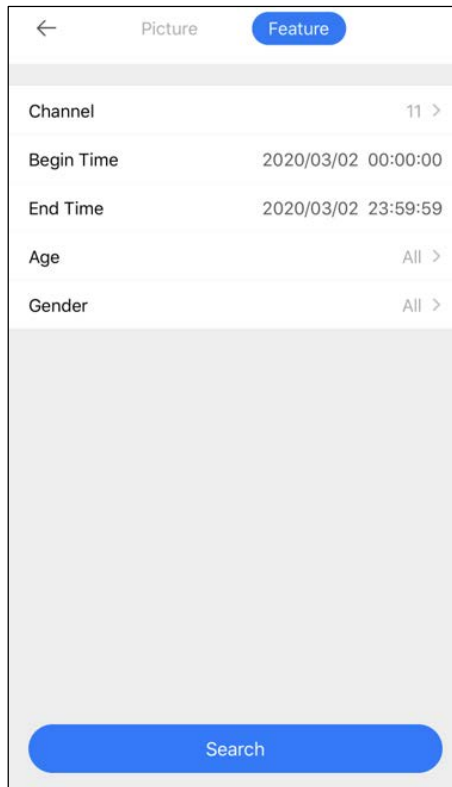 Picture Feature
Channel 11 >
Begin Time 2020/03/02 00:00:00
End Time 2020/03/02 23:59:59
Age All >
Gender All >
Search